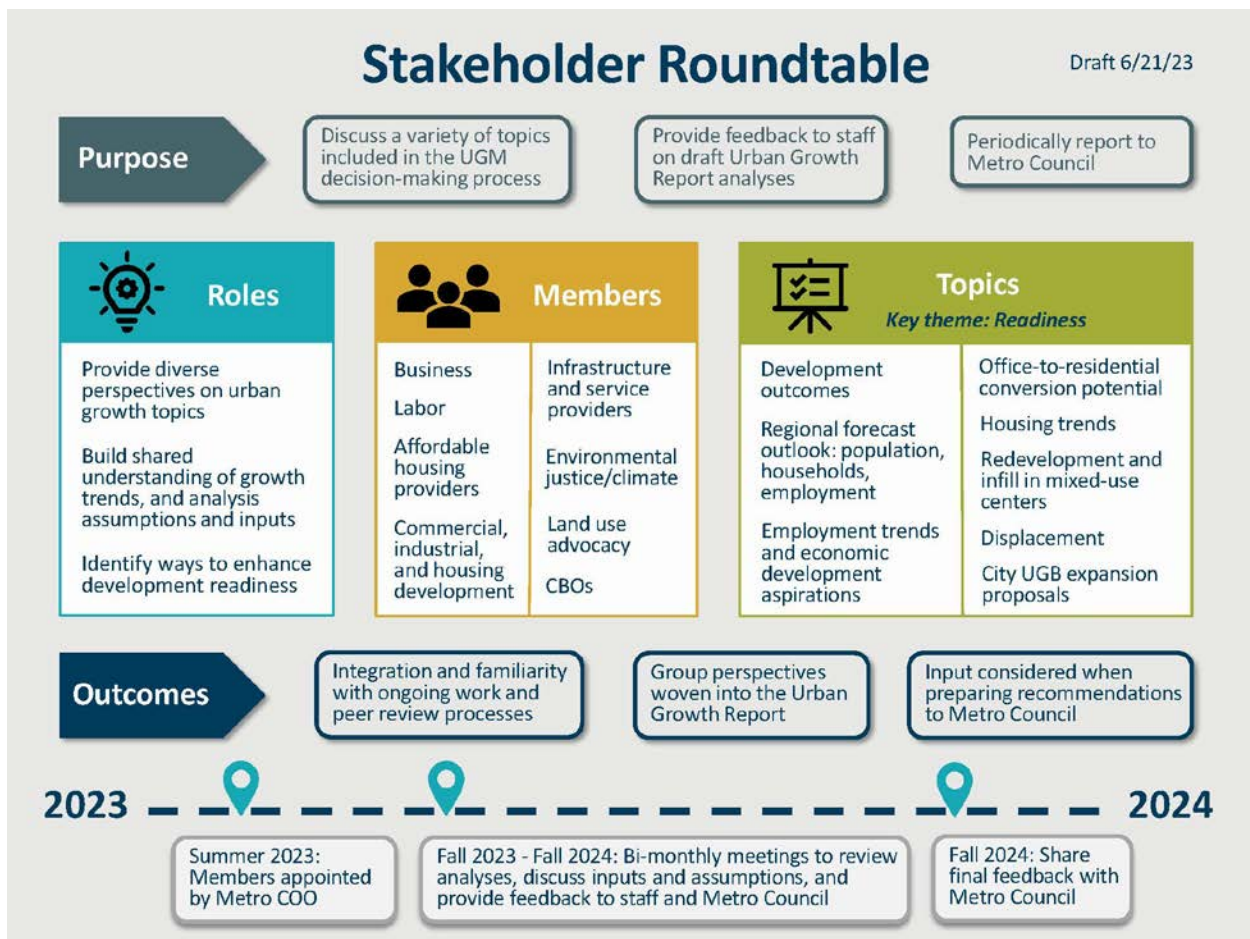 Stakeholder Roundtable
Draft 6/21/23
Purpose
Discuss a variety of topics
included in the UGM
decision-making process
Provide feedback to staff
on draft Urban Growth
Report analyses
Periodically report to
Metro Council
Roles
Provide diverse
perspectives on urban
growth topics
Build shared
understanding of growth
trends, and analysis
assumptions and inputs
Identify ways to enhance
development readiness
Members
Business
Labor
Affordable
housing
providers
Commercial,
industrial,
and housing
development
Infrastructure
and service
providers
Environmental
justice/climate
Land use
advocacy
CBOs
Topics
Key theme: Readiness
Development
outcomes
Regional forecast
outlook: population,
households,
employment
Employment trends
and economic
development
aspirations
Office-to-residential
conversion potential
Housing trends
Redevelopment and
infill in mixed-use
centers
Displacement
City UGB expansion
proposals
Outcomes
Integration and familiarity
with ongoing work and
peer review processes
Group perspectives
woven into the Urban
Growth Report
Input considered when
preparing recommendations
to Metro Council
2023
2024
Summer 2023:
Members appointed
by Metro COO
Fall 2023 - Fall 2024: Bi-monthly meetings to review
analyses, discuss inputs and assumptions, and
provide feedback to staff and Metro Council
Fall 2024: Share
final feedback with
Metro Council